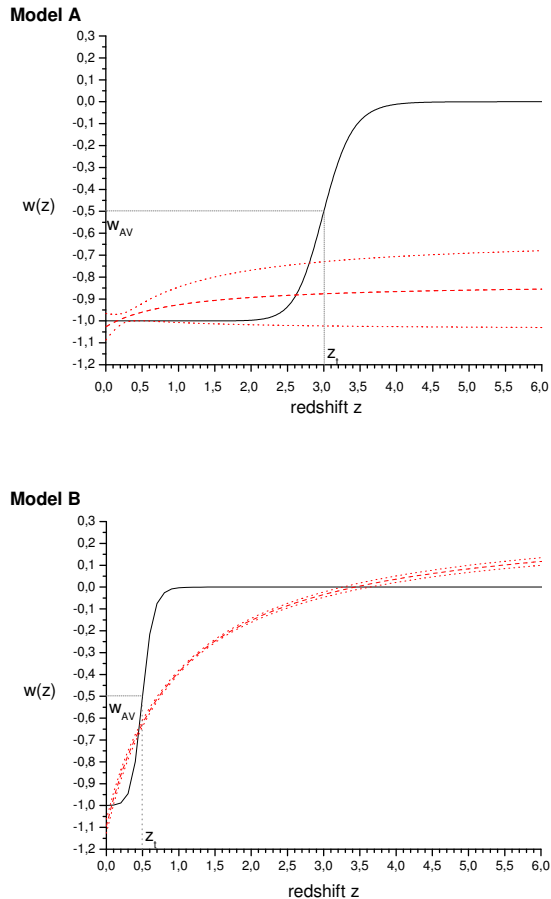 Model A
0,3
0,2
0,1
0,0
-0,1
-0,2
-0,3
-0,4
w(z)
-0,5
w_AV
-0,6
-0,7
-0,8
-0,9
-1,0
-1,1
z_t
-1,2
0,0 0,5 1,0 1,5 2,0 2,5 3,0 3,5 4,0 4,5 5,0 5,5 6,0
redshift z
Model B
0,3
0,2
0,1
0,0
-0,1
-0,2
-0,3
-0,4
w(z)
-0,5
w_AV
-0,6
-0,7
-0,8
-0,9
-1,0
-1,1
z_t
-1,2
0,0 0,5 1,0 1,5 2,0 2,5 3,0 3,5 4,0 4,5 5,0 5,5 6,0
redshift z